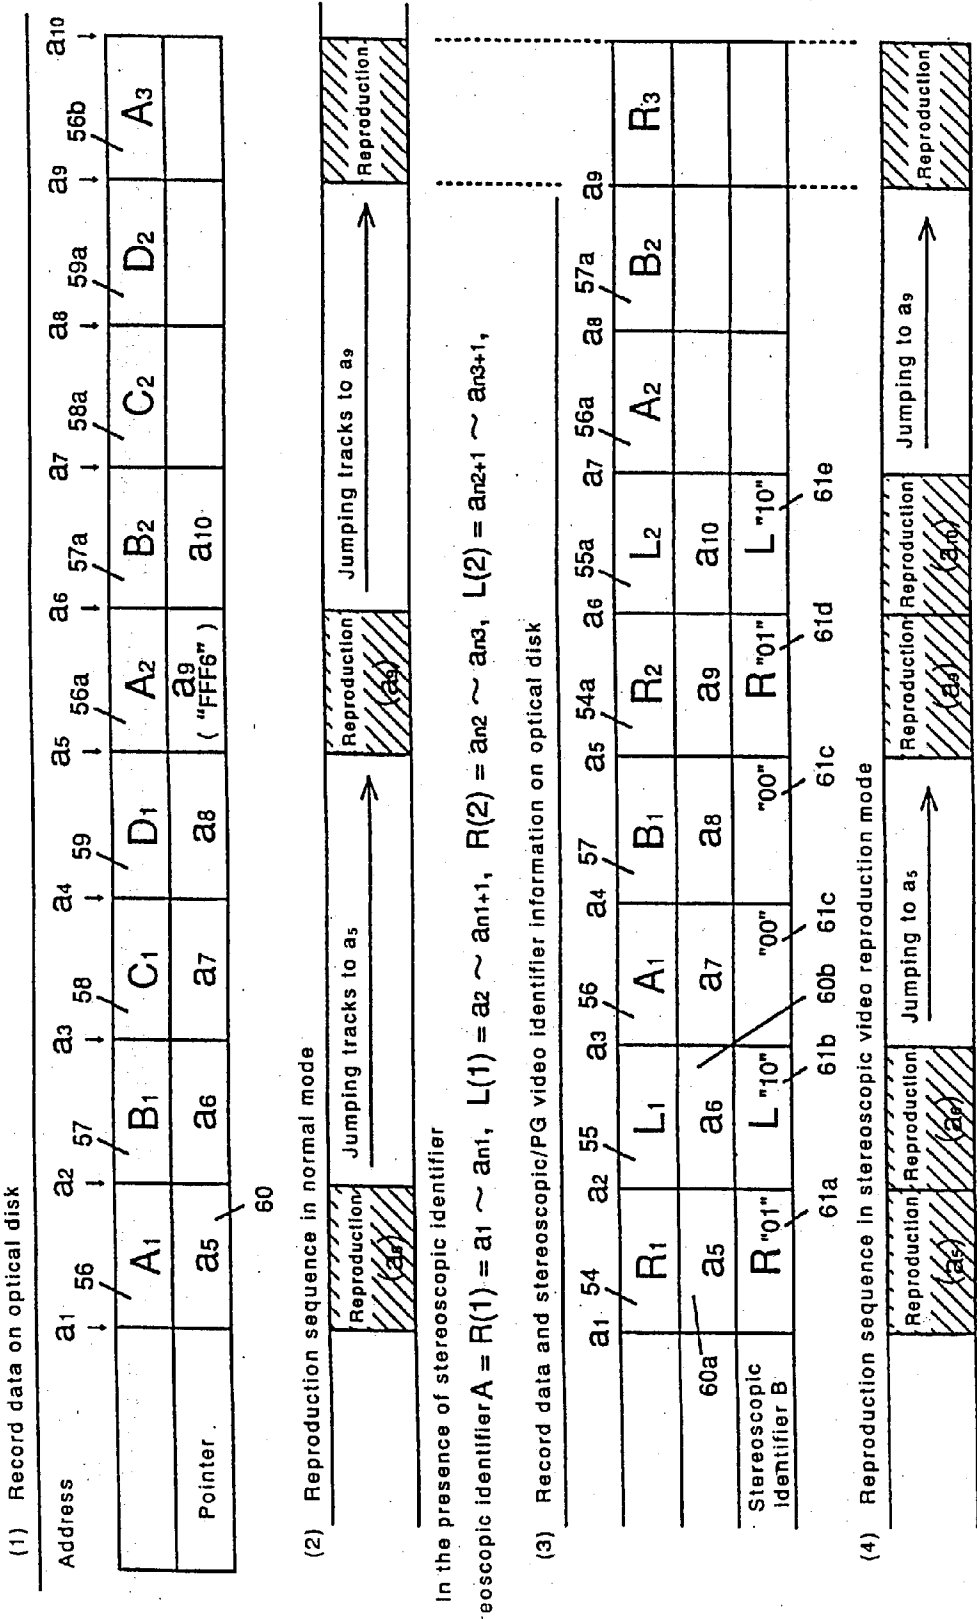 (1) Record data on optical disk
Address a1 a2 a3 a4 a5 a6 a7 a8 a9 a10
56 57 58 59 56a 57a 58a 59a 56b
A1 B1 C1 D1 A2 B2 C2 D2 A3
Pointer a5 a6 a7 a8 a9 ("FFF6") a10
60
(2) Reproduction sequence in normal mode
Reproduction (a5) Jumping tracks to a5 Reproduction (a9) Jumping tracks to a9 Reproduction
In the presence of stereoscopic identifier
eoscopic identifier A = R(1) = a1 ~ an1, L(1) = a2 ~ an1+1, R(2) = an2 ~ an3, L(2) = an2+1 ~ an3+1,
(3) Record data and stereoscopic/PG video identifier information on optical disk
a1 a2 a3 a4 a5 a6 a7 a8 a9
54 55 56 57 54a 55a 56a 57a
R1 L1 A1 B1 R2 L2 A2 B2 R3
60a a5 a6 a7 a8 a9 a10
Stereoscopic identifier B R "01" L "10" "00" "00" R "01" L "10"
61a 61b 60b 61c 61c 61d 61e
(4) Reproduction sequence in stereoscopic video reproduction mode
Reproduction (a5) Reproduction (a6) Jumping to a5 Reproduction (a9) Reproduction (a10) Jumping to a9 Reproduction